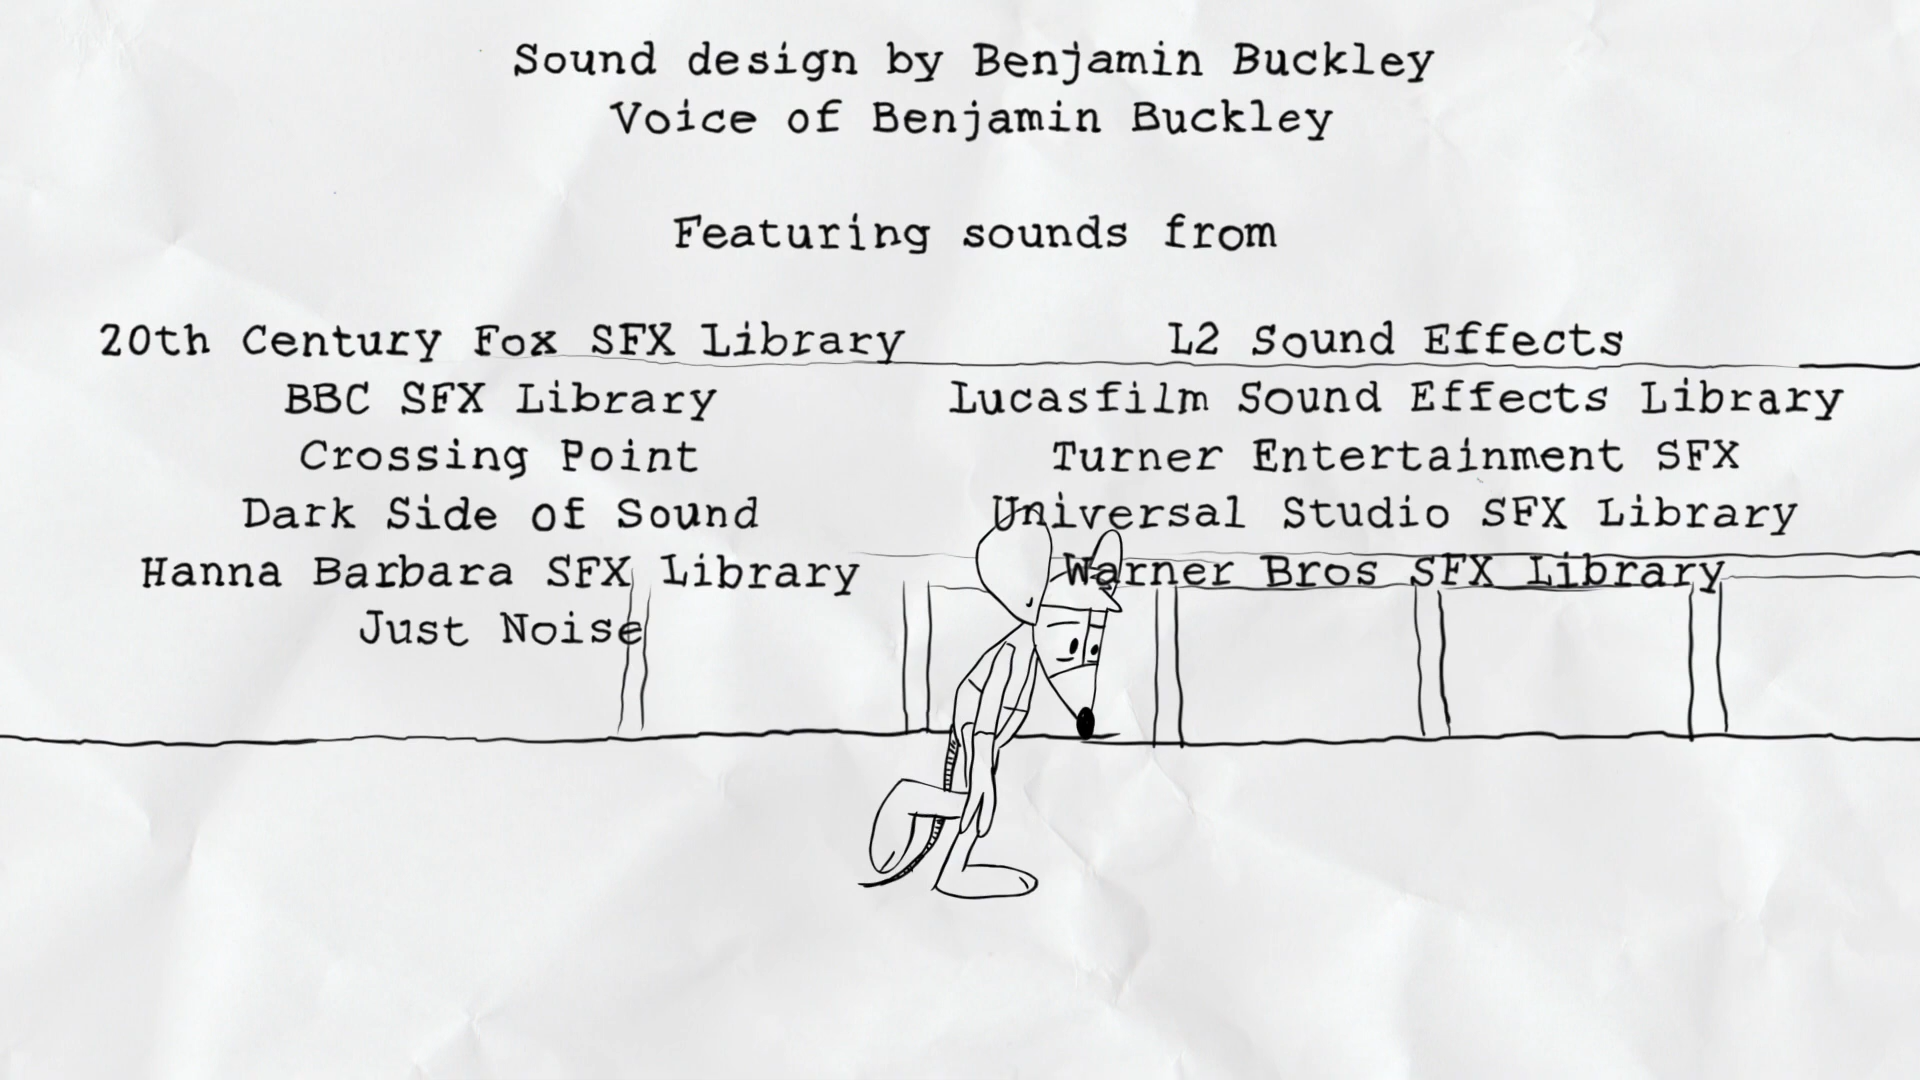 Sound design by Benjamin Buckley
Voice of Benjamin Buckley
Featuring sounds from
20th Century Fox SFX Library
BBC SFX Library
Crossing Point
Dark Side of Sound
Hanna Barbara SFX Library
Just Noise
L2 Sound Effects
Lucasfilm Sound Effects Library
Turner Entertainment SFX
Universal Studio SFX Library
Warner Bros SFX Library